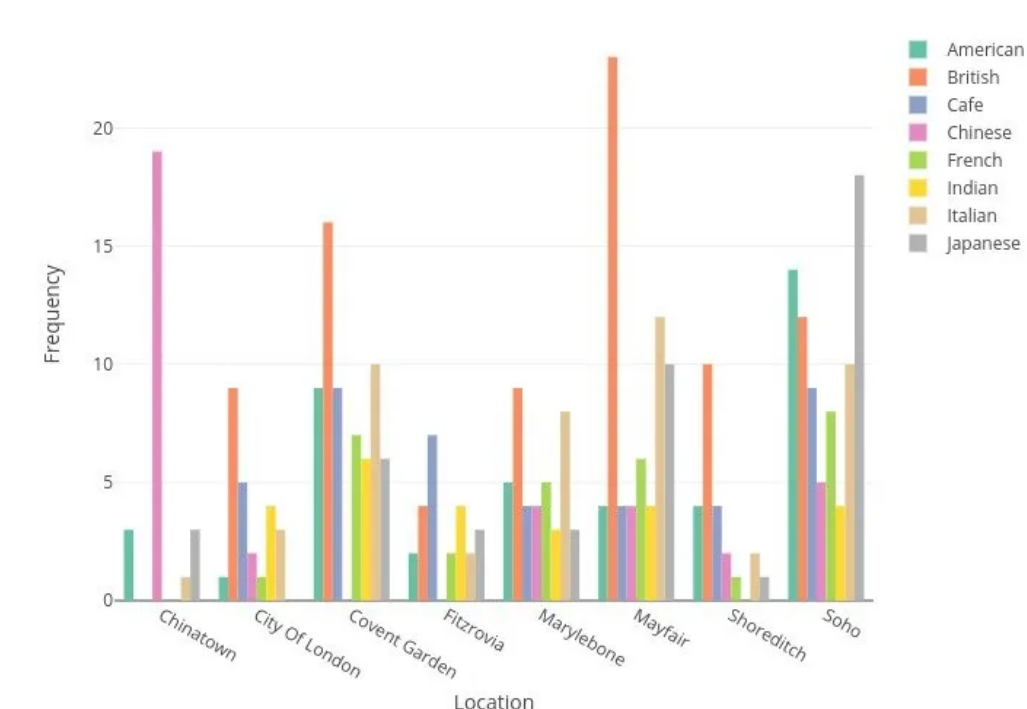 American
British
Cafe
Chinese
French
Indian
Italian
Japanese
Frequency
20
15
10
5
0
Chinatown
City Of London
Covent Garden
Fitzrovia
Marylebone
Mayfair
Shoreditch
Soho
Location